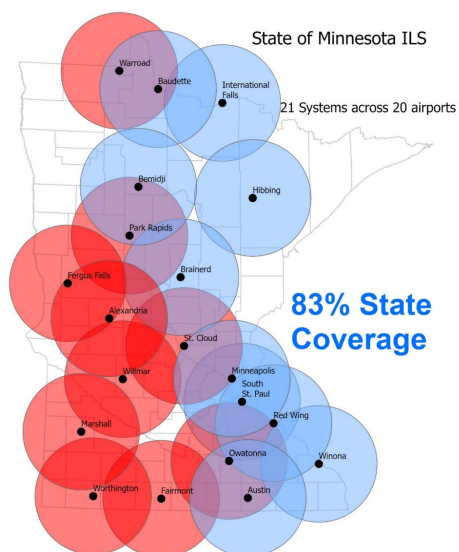 State of Minnesota ILS
Warroad
Baudette
International
Falls
21 Systems across 20 airports
Bemidji
Hibbing
Park Rapids
Fergus Falls
Brainerd
Alexandria
83% State
Coverage
St. Cloud
Willmar
Minneapolis
South
St. Paul
Red Wing
Marshall
Owatonna
Winona
Worthington
Fairmont
Austin